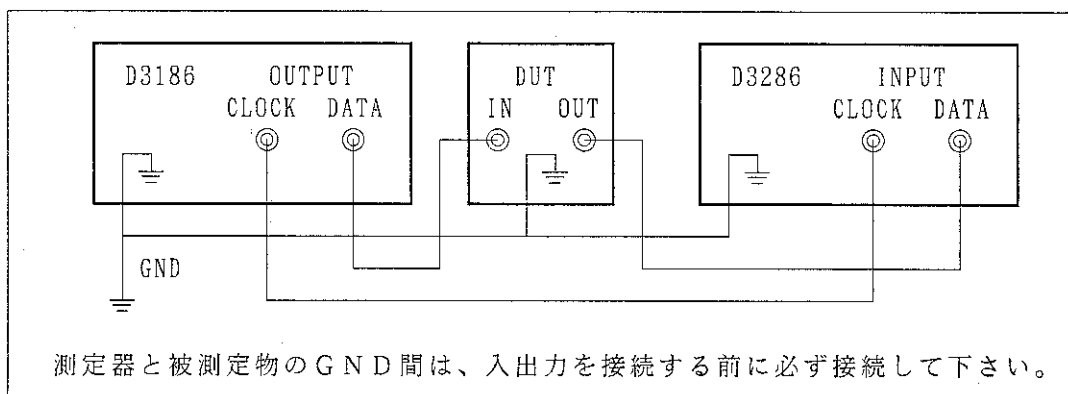 D3186 OUTPUT
CLOCK DATA
DUT
IN OUT
D3286 INPUT
CLOCK DATA
GND
測定器と被測定物のGND間は、入出力を接続する前に必ず接続して下さい。